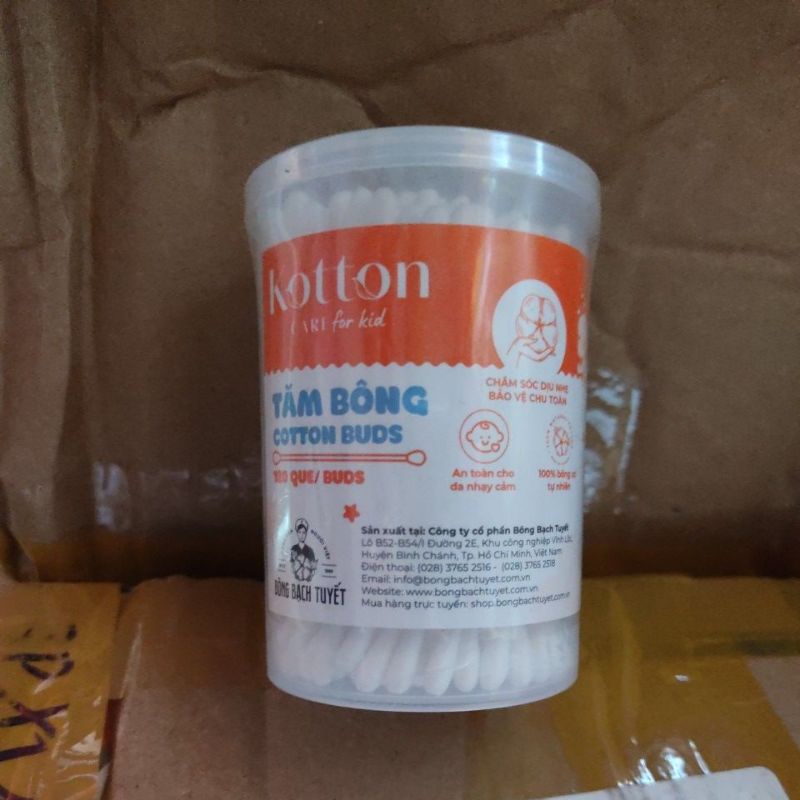 Kotton
CARE for kid
CHĂM SÓC DỊU NHẸ
BẢO VỆ CHU TOÀN
TĂM BÔNG
COTTON BUDS
QUE/ BUDS
An toàn cho
da nhạy cảm
100% bông
tự nhiên
NGƯỜI VIỆT
BÔNG BẠCH TUYẾT
Sản xuất tại: Công ty cổ phần Bông Bạch Tuyết
Lô B52-B54/I Đường 2E, Khu công nghiệp Vĩnh Lộc,
Huyện Bình Chánh, Tp. Hồ Chí Minh, Việt Nam
Điện thoại: (028) 3765 2516 - (028) 3765 2518
Email: info@bongbachtuyet.com.vn
Website: www.bongbachtuyet.com.vn
Mua hàng trực tuyến: shop.bongbachtuyet.com.vn